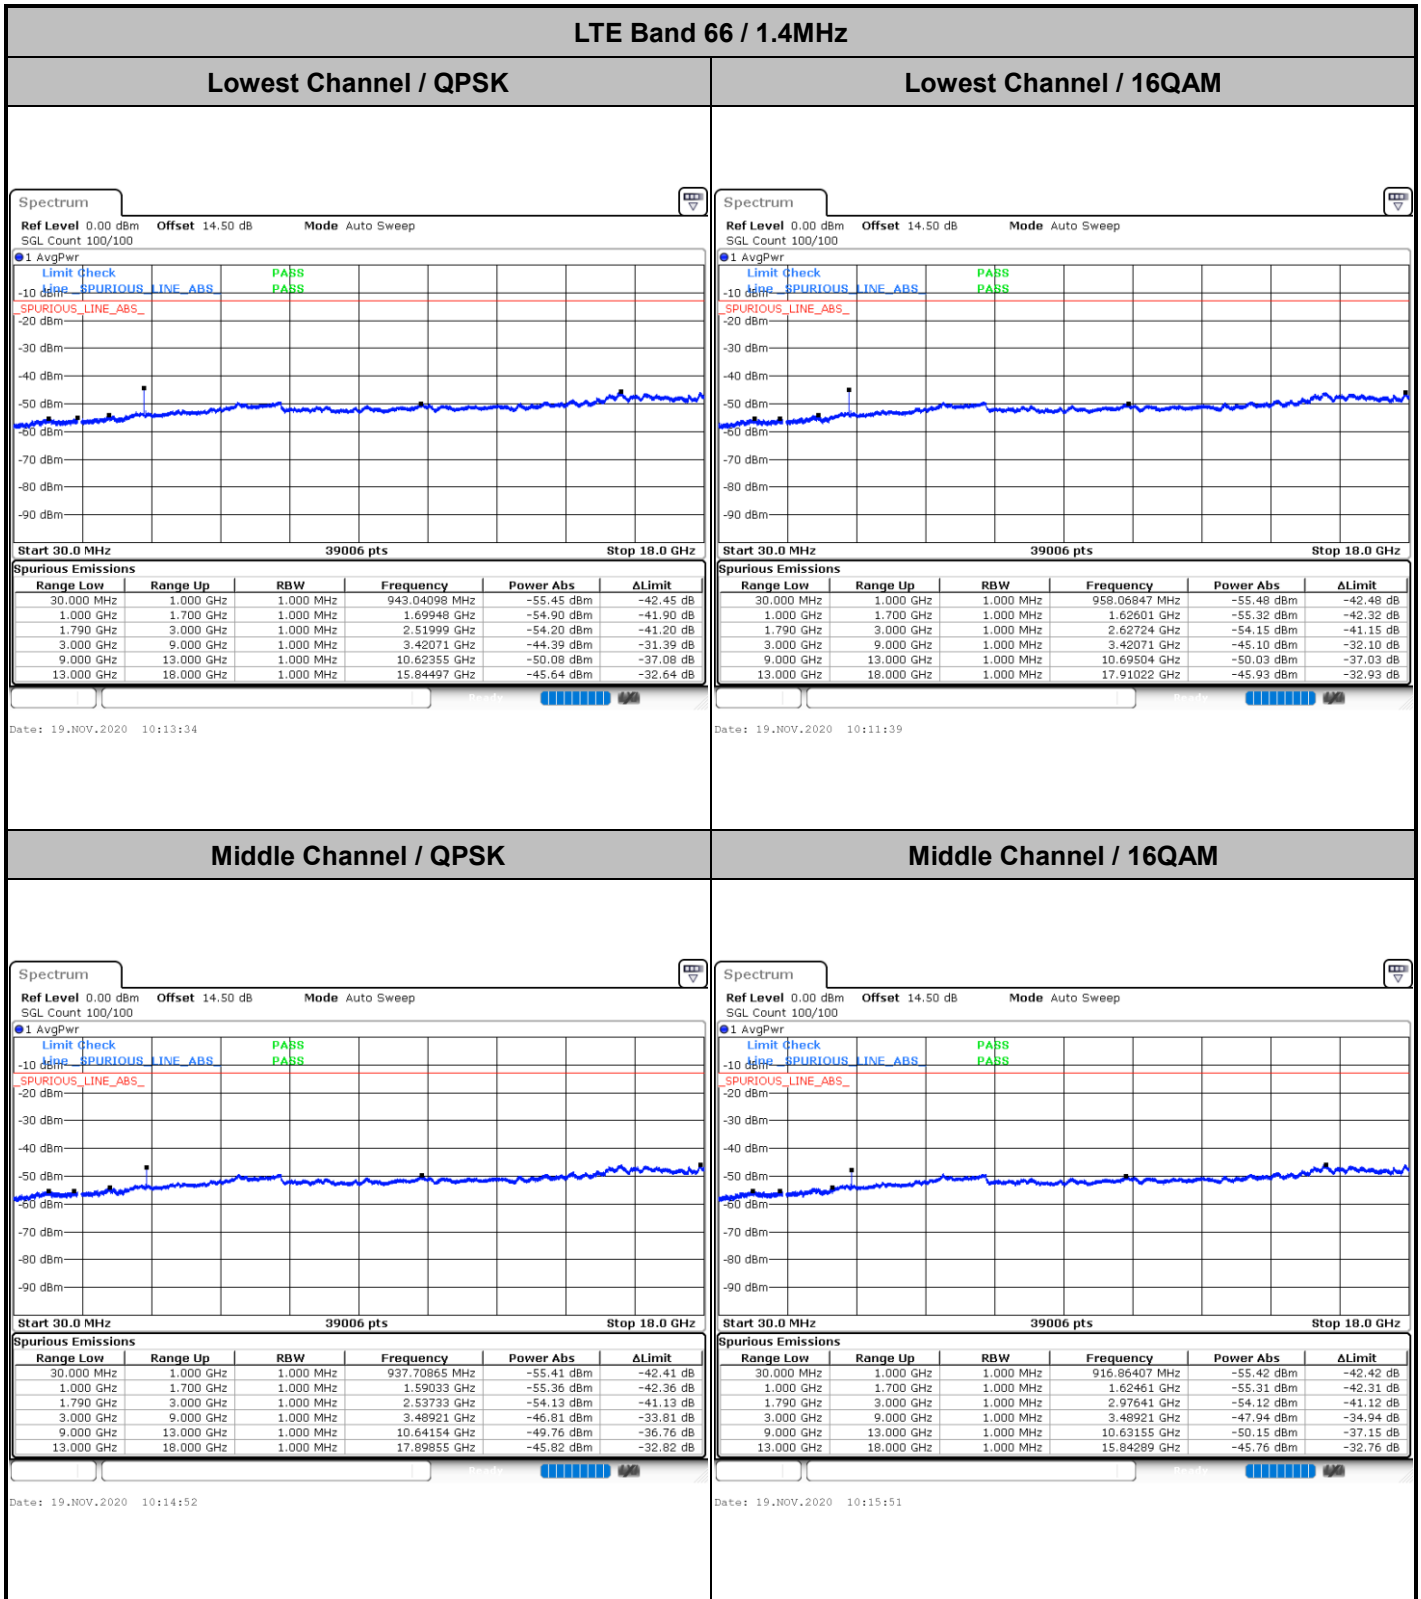 LTE Band 66 / 1.4MHz
Lowest Channel / QPSK
Lowest Channel / 16QAM
Spectrum
Ref Level 0.00 dBm Offset 14.50 dB Mode Auto Sweep
SGL Count 100/100
1 AvgPwr
Limit Check PASS
Line _SPURIOUS_LINE_ABS_ PASS
-10 dBm
_SPURIOUS_LINE_ABS_
-20 dBm
-30 dBm
-40 dBm
-50 dBm
-60 dBm
-70 dBm
-80 dBm
-90 dBm
Start 30.0 MHz 39006 pts Stop 18.0 GHz
Spurious Emissions
Range Low Range Up RBW Frequency Power Abs ΔLimit
30.000 MHz 1.000 GHz 1.000 MHz 943.04098 MHz -55.45 dBm -42.45 dB
1.000 GHz 1.700 GHz 1.000 MHz 1.69948 GHz -54.90 dBm -41.90 dB
1.790 GHz 3.000 GHz 1.000 MHz 2.51999 GHz -54.20 dBm -41.20 dB
3.000 GHz 9.000 GHz 1.000 MHz 3.42071 GHz -44.39 dBm -31.39 dB
9.000 GHz 13.000 GHz 1.000 MHz 10.62355 GHz -50.08 dBm -37.08 dB
13.000 GHz 18.000 GHz 1.000 MHz 15.84497 GHz -45.64 dBm -32.64 dB
Date: 19.NOV.2020 10:13:34
Spectrum
Ref Level 0.00 dBm Offset 14.50 dB Mode Auto Sweep
SGL Count 100/100
1 AvgPwr
Limit Check PASS
Line _SPURIOUS_LINE_ABS_ PASS
-10 dBm
_SPURIOUS_LINE_ABS_
-20 dBm
-30 dBm
-40 dBm
-50 dBm
-60 dBm
-70 dBm
-80 dBm
-90 dBm
Start 30.0 MHz 39006 pts Stop 18.0 GHz
Spurious Emissions
Range Low Range Up RBW Frequency Power Abs ΔLimit
30.000 MHz 1.000 GHz 1.000 MHz 958.06847 MHz -55.48 dBm -42.48 dB
1.000 GHz 1.700 GHz 1.000 MHz 1.62601 GHz -55.32 dBm -42.32 dB
1.790 GHz 3.000 GHz 1.000 MHz 2.62724 GHz -54.15 dBm -41.15 dB
3.000 GHz 9.000 GHz 1.000 MHz 3.42071 GHz -45.10 dBm -32.10 dB
9.000 GHz 13.000 GHz 1.000 MHz 10.69504 GHz -50.03 dBm -37.03 dB
13.000 GHz 18.000 GHz 1.000 MHz 17.91022 GHz -45.93 dBm -32.93 dB
Date: 19.NOV.2020 10:11:39
Middle Channel / QPSK
Middle Channel / 16QAM
Spectrum
Ref Level 0.00 dBm Offset 14.50 dB Mode Auto Sweep
SGL Count 100/100
1 AvgPwr
Limit Check PASS
Line _SPURIOUS_LINE_ABS_ PASS
-10 dBm
_SPURIOUS_LINE_ABS_
-20 dBm
-30 dBm
-40 dBm
-50 dBm
-60 dBm
-70 dBm
-80 dBm
-90 dBm
Start 30.0 MHz 39006 pts Stop 18.0 GHz
Spurious Emissions
Range Low Range Up RBW Frequency Power Abs ΔLimit
30.000 MHz 1.000 GHz 1.000 MHz 937.70865 MHz -55.41 dBm -42.41 dB
1.000 GHz 1.700 GHz 1.000 MHz 1.59033 GHz -55.36 dBm -42.36 dB
1.790 GHz 3.000 GHz 1.000 MHz 2.53733 GHz -54.13 dBm -41.13 dB
3.000 GHz 9.000 GHz 1.000 MHz 3.48921 GHz -46.81 dBm -33.81 dB
9.000 GHz 13.000 GHz 1.000 MHz 10.64154 GHz -49.76 dBm -36.76 dB
13.000 GHz 18.000 GHz 1.000 MHz 17.89855 GHz -45.82 dBm -32.82 dB
Date: 19.NOV.2020 10:14:52
Spectrum
Ref Level 0.00 dBm Offset 14.50 dB Mode Auto Sweep
SGL Count 100/100
1 AvgPwr
Limit Check PASS
Line _SPURIOUS_LINE_ABS_ PASS
-10 dBm
_SPURIOUS_LINE_ABS_
-20 dBm
-30 dBm
-40 dBm
-50 dBm
-60 dBm
-70 dBm
-80 dBm
-90 dBm
Start 30.0 MHz 39006 pts Stop 18.0 GHz
Spurious Emissions
Range Low Range Up RBW Frequency Power Abs ΔLimit
30.000 MHz 1.000 GHz 1.000 MHz 916.86407 MHz -55.42 dBm -42.42 dB
1.000 GHz 1.700 GHz 1.000 MHz 1.62461 GHz -55.31 dBm -42.31 dB
1.790 GHz 3.000 GHz 1.000 MHz 2.97641 GHz -54.12 dBm -41.12 dB
3.000 GHz 9.000 GHz 1.000 MHz 3.48921 GHz -47.94 dBm -34.94 dB
9.000 GHz 13.000 GHz 1.000 MHz 10.63155 GHz -50.15 dBm -37.15 dB
13.000 GHz 18.000 GHz 1.000 MHz 15.84289 GHz -45.76 dBm -32.76 dB
Date: 19.NOV.2020 10:15:51